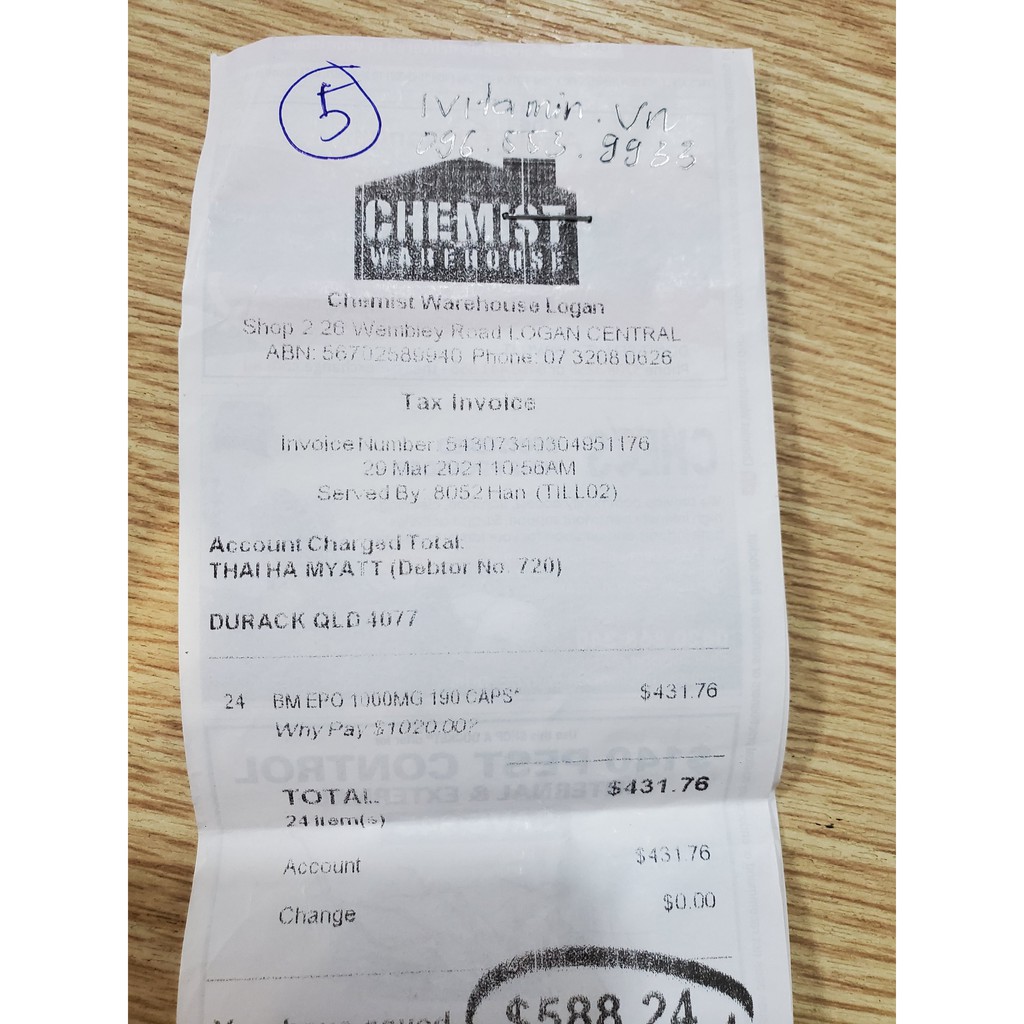 5
IVitamin.vn
096.553.9933
CHEMIST
WAREHOUSE
Chemist Warehouse Logan
Shop 2 26 Wembley Road LOGAN CENTRAL
ABN: 56702589940 Phone: 07 3208 0626
Tax Invoice
Invoice Number: 54307340304951176
29 Mar 2021 10:56AM
Served By: 8052 Han (TILL02)
Account Charged Total:
THAI HA MYATT (Debtor No. 720)
DURACK QLD 4077
24 BM EPO 1000MG 190 CAPS* $431.76
Why Pay $1020.00?
TOTAL $431.76
24 item(s)
Account $431.76
Change $0.00
You have saved $588.24